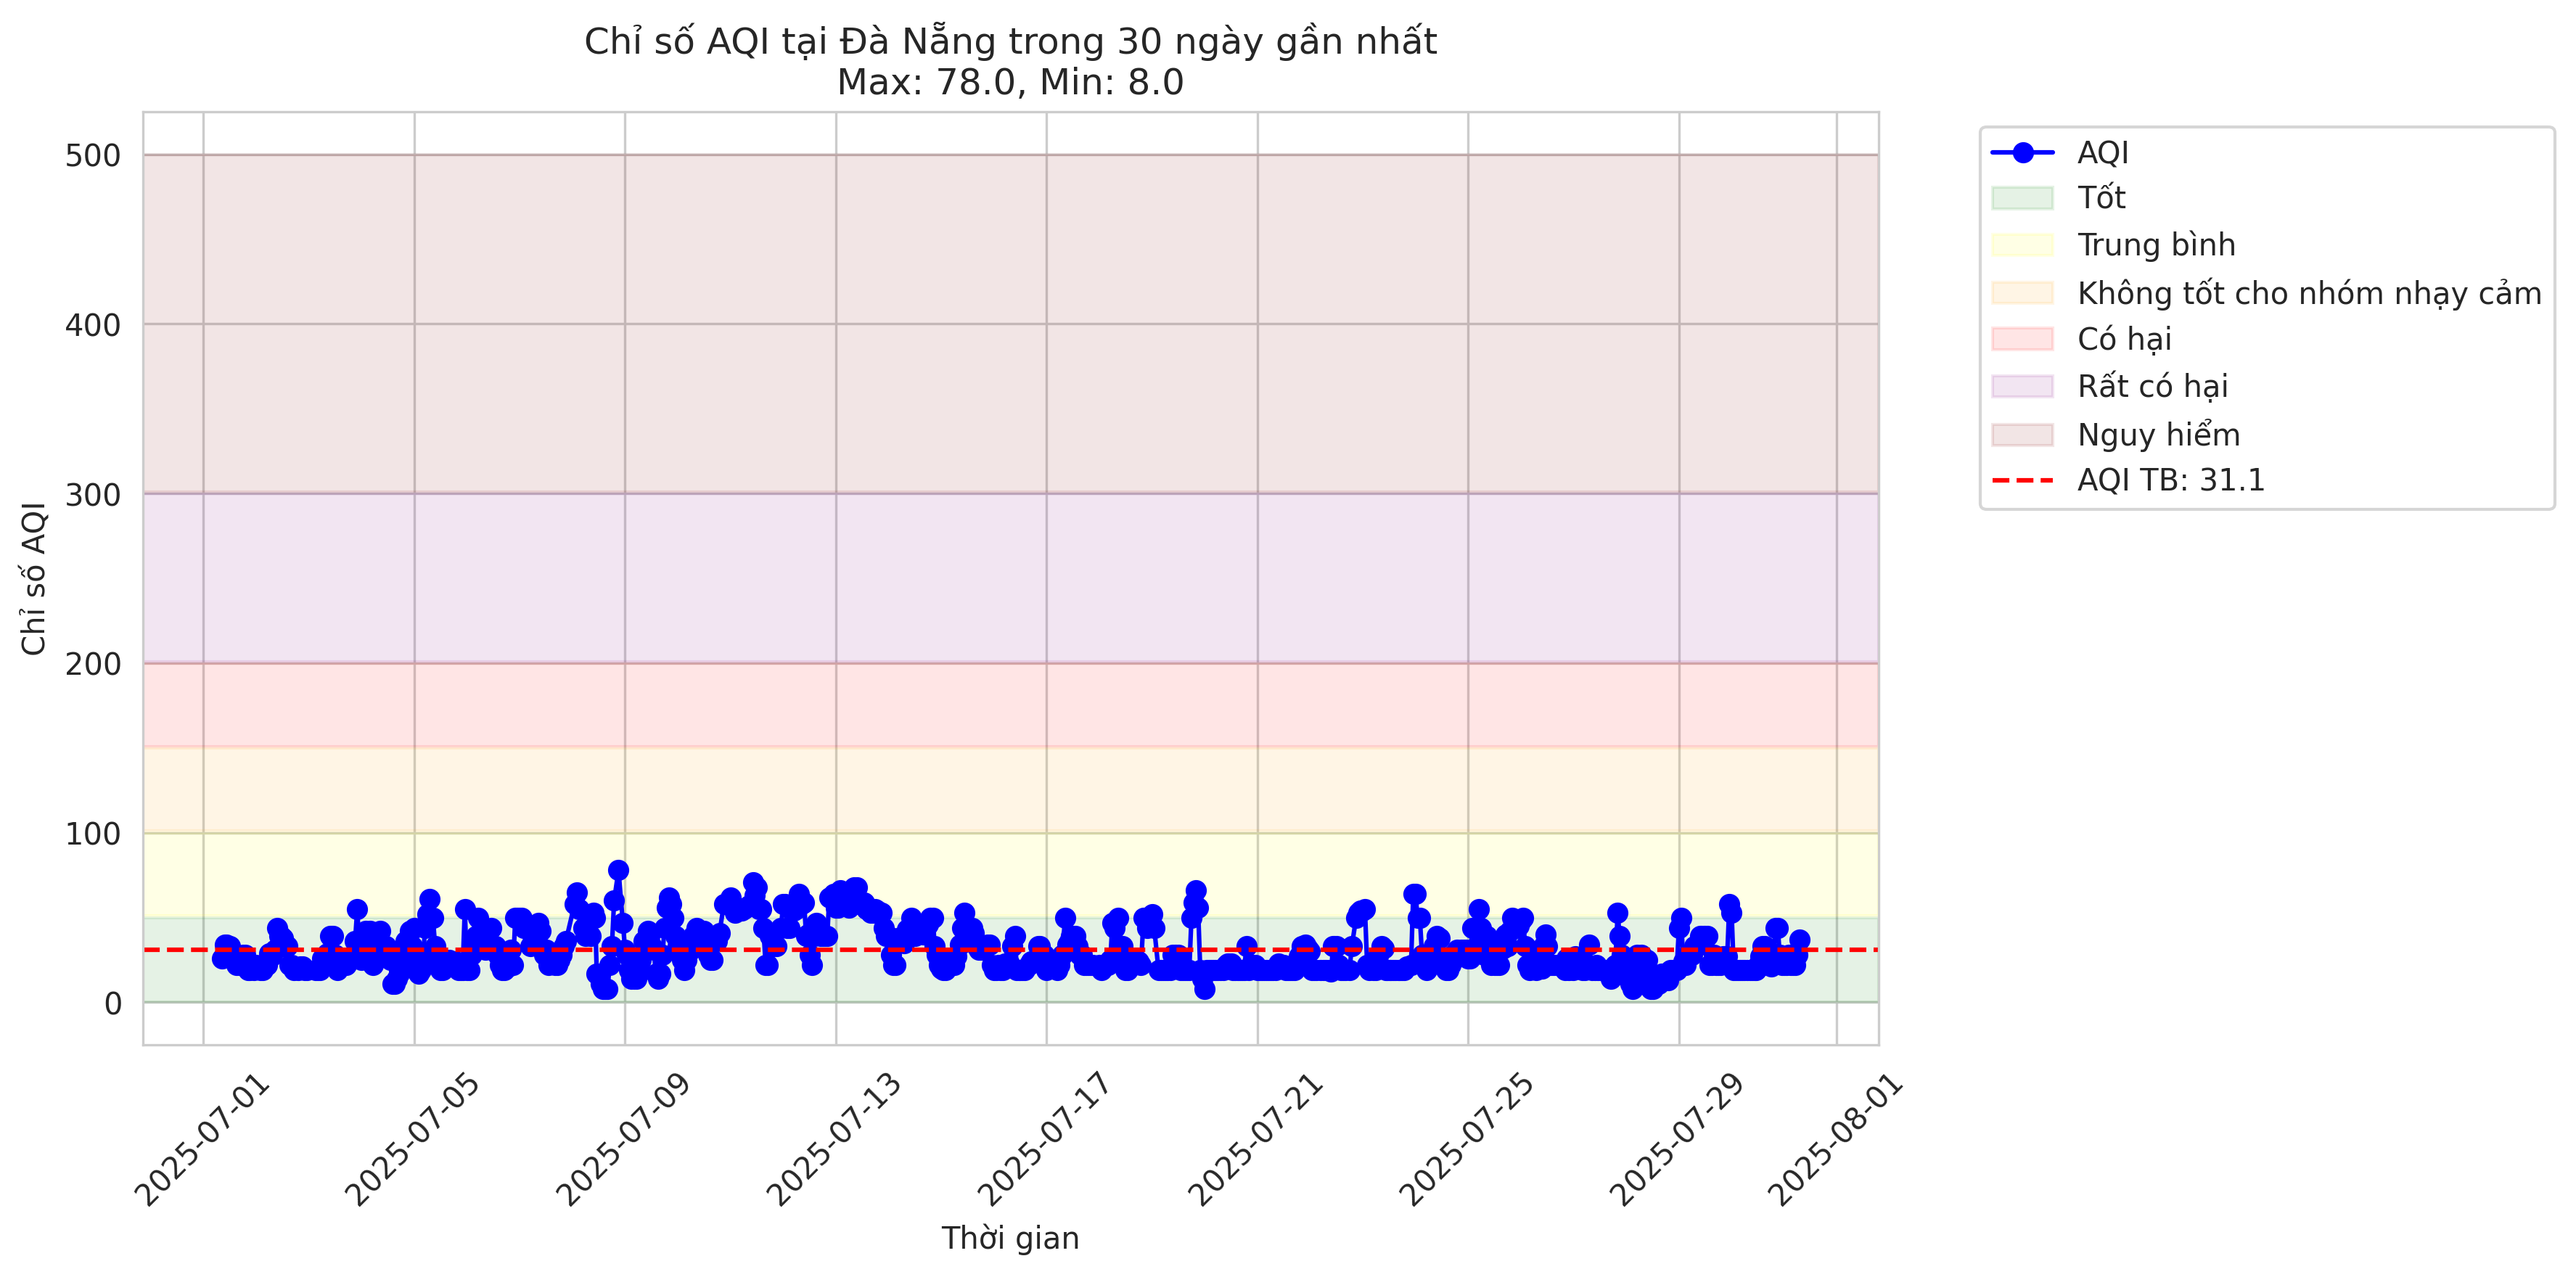 Chỉ số AQI tại Đà Nẵng trong 30 ngày gần nhất
Max: 78.0, Min: 8.0
500
400
300
200
100
0
Chỉ số AQI
2025-07-01
2025-07-05
2025-07-09
2025-07-13
2025-07-17
2025-07-21
2025-07-25
2025-07-29
2025-08-01
Thời gian
AQI
Tốt
Trung bình
Không tốt cho nhóm nhạy cảm
Có hại
Rất có hại
Nguy hiểm
AQI TB: 31.1